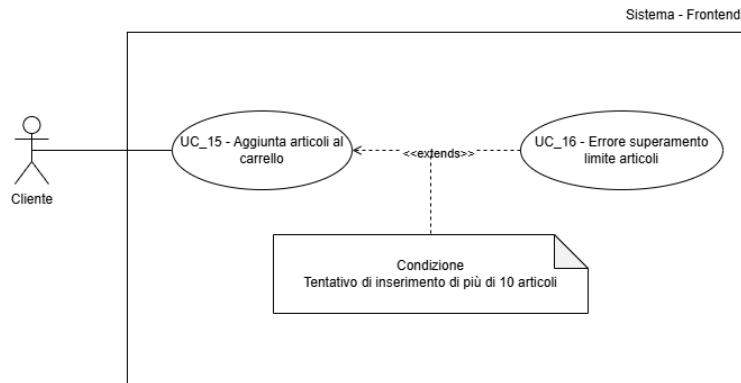 Sistema - Frontend
UC_15 - Aggiunta articoli al
carrello
<<extends>>
UC_16 - Errore superamento
limite articoli
Cliente
Condizione
Tentativo di inserimento di più di 10 articoli